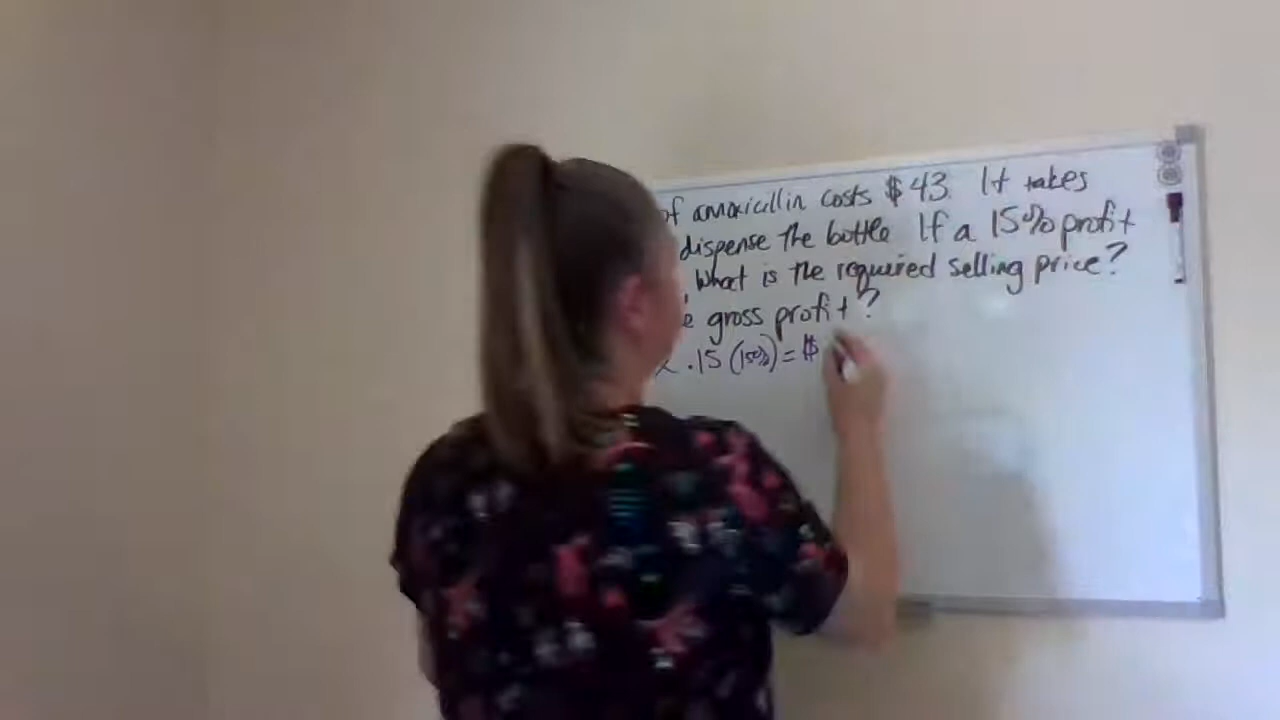 of amoxicillin costs $43. It takes
dispense the bottle If a 15% profit
, what is the required selling price?
gross profit?
.15 (15%) = $